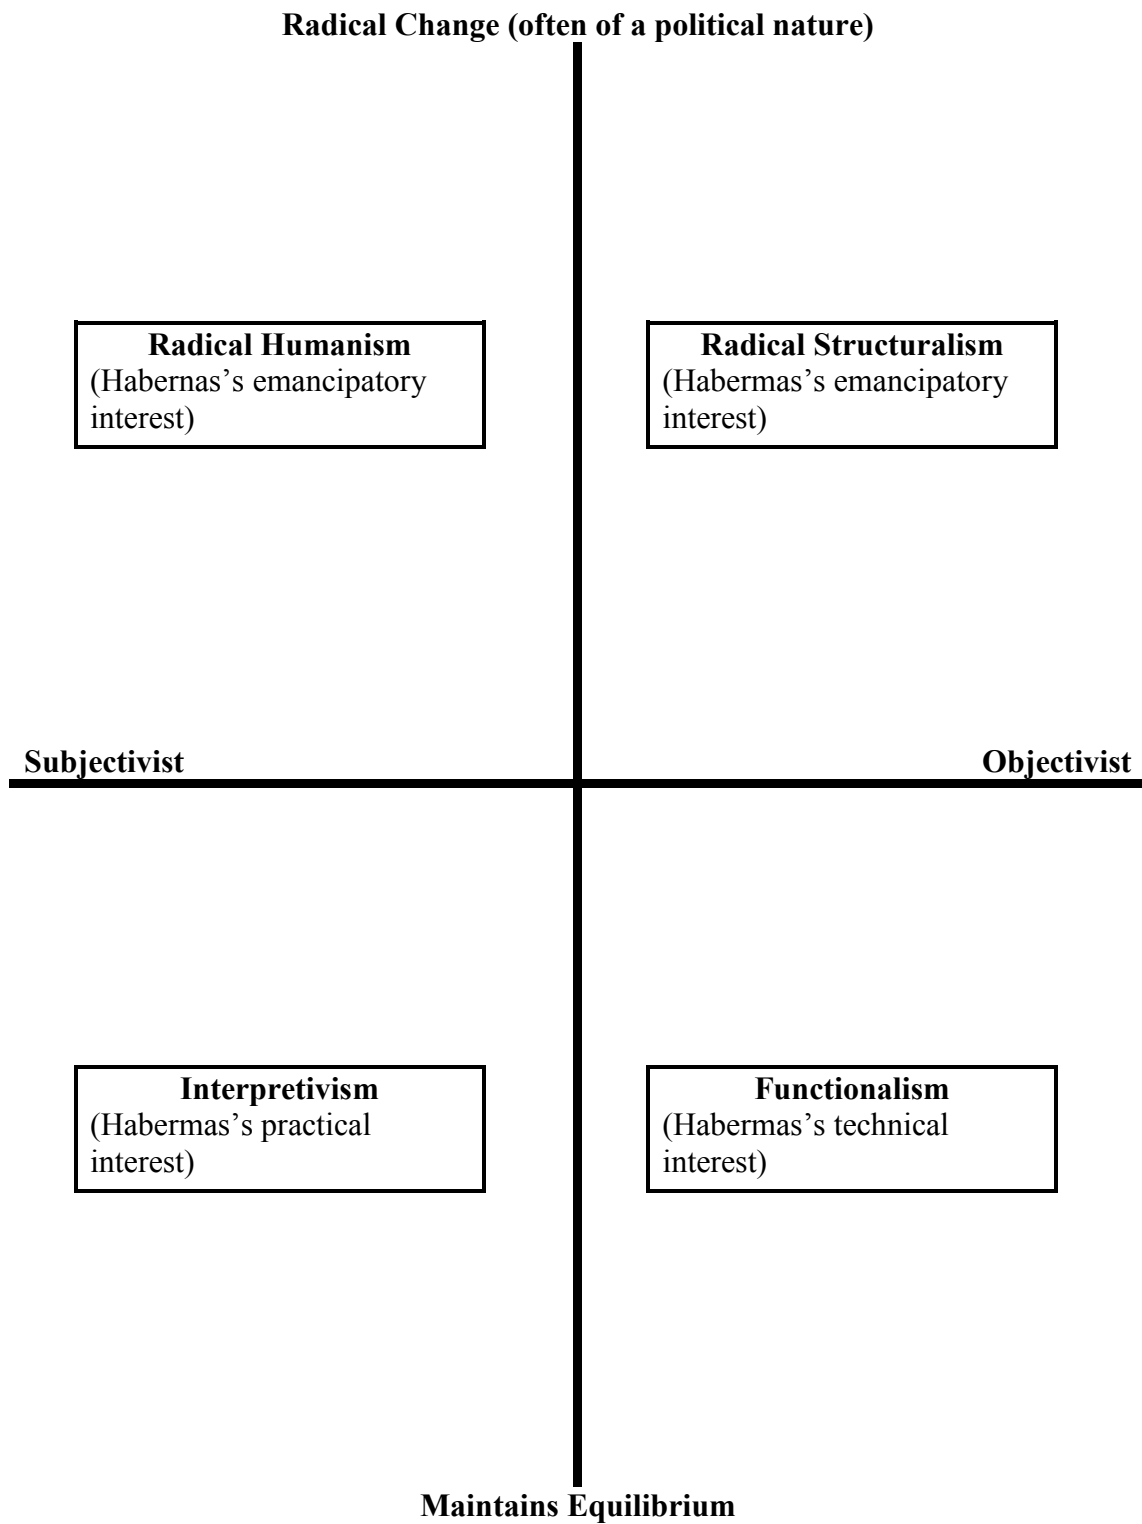 Radical Change (often of a political nature)
Radical Humanism
(Habernas’s emancipatory
interest)
Radical Structuralism
(Habermas’s emancipatory
interest)
Subjectivist
Objectivist
Interpretivism
(Habermas’s practical
interest)
Functionalism
(Habermas’s technical
interest)
Maintains Equilibrium